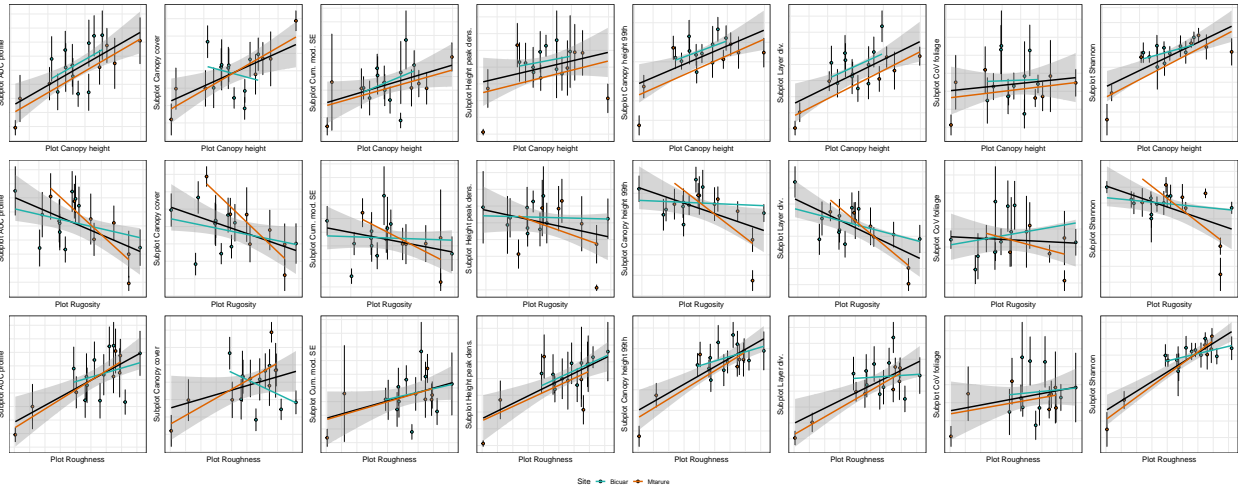 Subplot AUC profile
Subplot Canopy cover
Subplot Cum. mod. SE
Subplot Height peak dens.
Subplot Canopy height 99th
Subplot Layer div.
Subplot CoV foliage
Subplot Shannon
Plot Canopy height
Plot Canopy height
Plot Canopy height
Plot Canopy height
Plot Canopy height
Plot Canopy height
Plot Canopy height
Plot Canopy height
Subplot AUC profile
Subplot Canopy cover
Subplot Cum. mod. SE
Subplot Height peak dens.
Subplot Canopy height 99th
Subplot Layer div.
Subplot CoV foliage
Subplot Shannon
Plot Rugosity
Plot Rugosity
Plot Rugosity
Plot Rugosity
Plot Rugosity
Plot Rugosity
Plot Rugosity
Plot Rugosity
Subplot AUC profile
Subplot Canopy cover
Subplot Cum. mod. SE
Subplot Height peak dens.
Subplot Canopy height 99th
Subplot Layer div.
Subplot CoV foliage
Subplot Shannon
Plot Roughness
Plot Roughness
Plot Roughness
Plot Roughness
Plot Roughness
Plot Roughness
Plot Roughness
Plot Roughness
Site Bicuar Mtarure